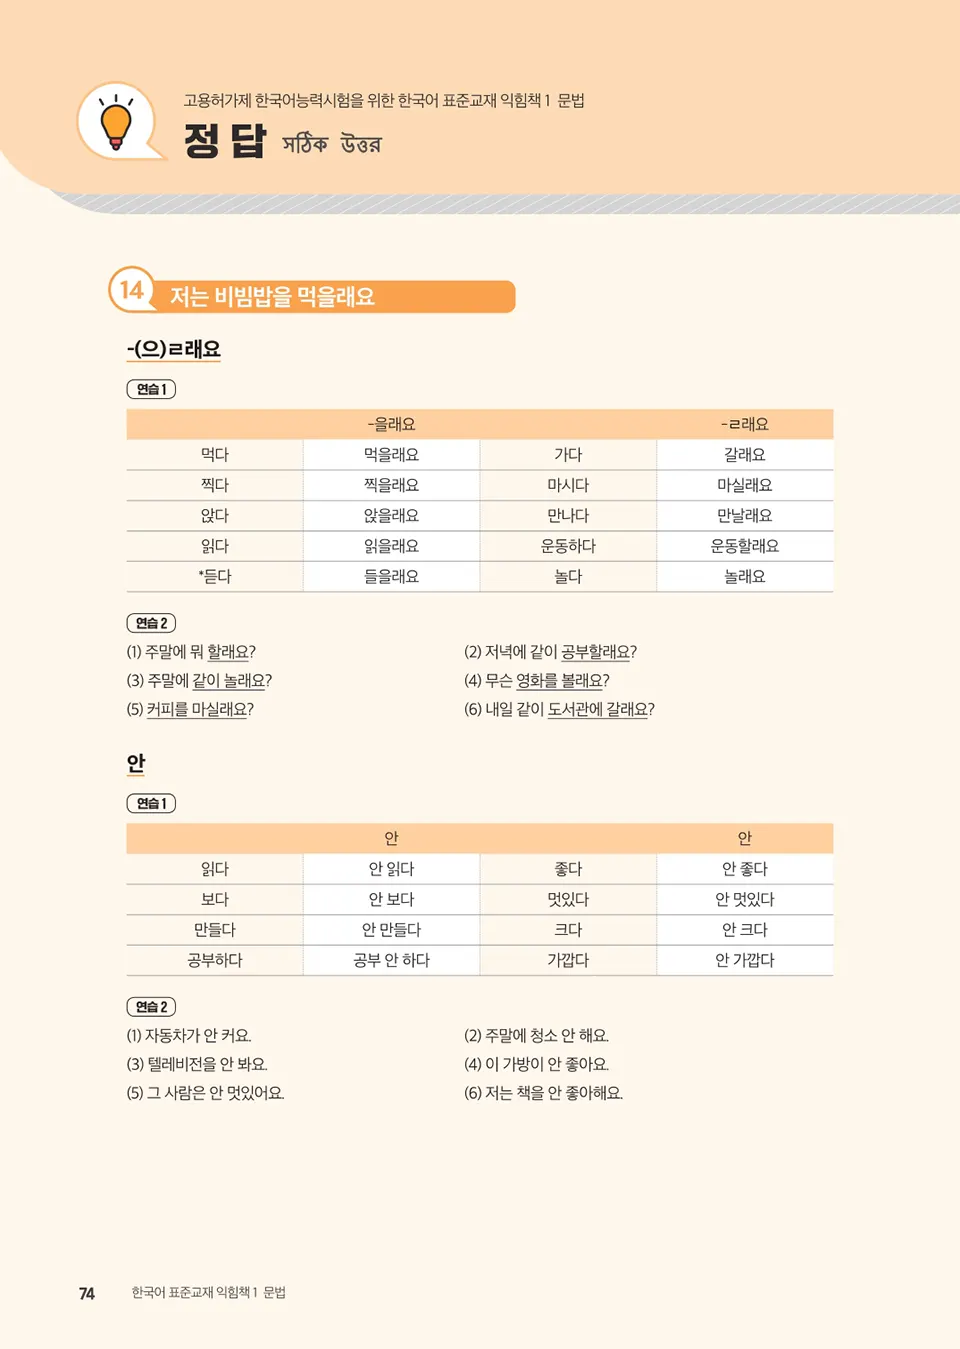 고용허가제 한국어능력시험을 위한 한국어 표준교재 익힘책 1 문법
정답 সঠিক উত্তর
14 저는 비빔밥을 먹을래요
-(으)ㄹ래요
연습 1
-을래요 -ㄹ래요
먹다 먹을래요 가다 갈래요
찍다 찍을래요 마시다 마실래요
앉다 앉을래요 만나다 만날래요
읽다 읽을래요 운동하다 운동할래요
*듣다 들을래요 놀다 놀래요
연습 2
(1) 주말에 뭐 할래요? (2) 저녁에 같이 공부할래요?
(3) 주말에 같이 놀래요? (4) 무슨 영화를 볼래요?
(5) 커피를 마실래요? (6) 내일 같이 도서관에 갈래요?
안
연습 1
안 안
읽다 안 읽다 좋다 안 좋다
보다 안 보다 멋있다 안 멋있다
만들다 안 만들다 크다 안 크다
공부하다 공부 안 하다 가깝다 안 가깝다
연습 2
(1) 자동차가 안 커요. (2) 주말에 청소 안 해요.
(3) 텔레비전을 안 봐요. (4) 이 가방이 안 좋아요.
(5) 그 사람은 안 멋있어요. (6) 저는 책을 안 좋아해요.
74 한국어 표준교재 익힘책 1 문법